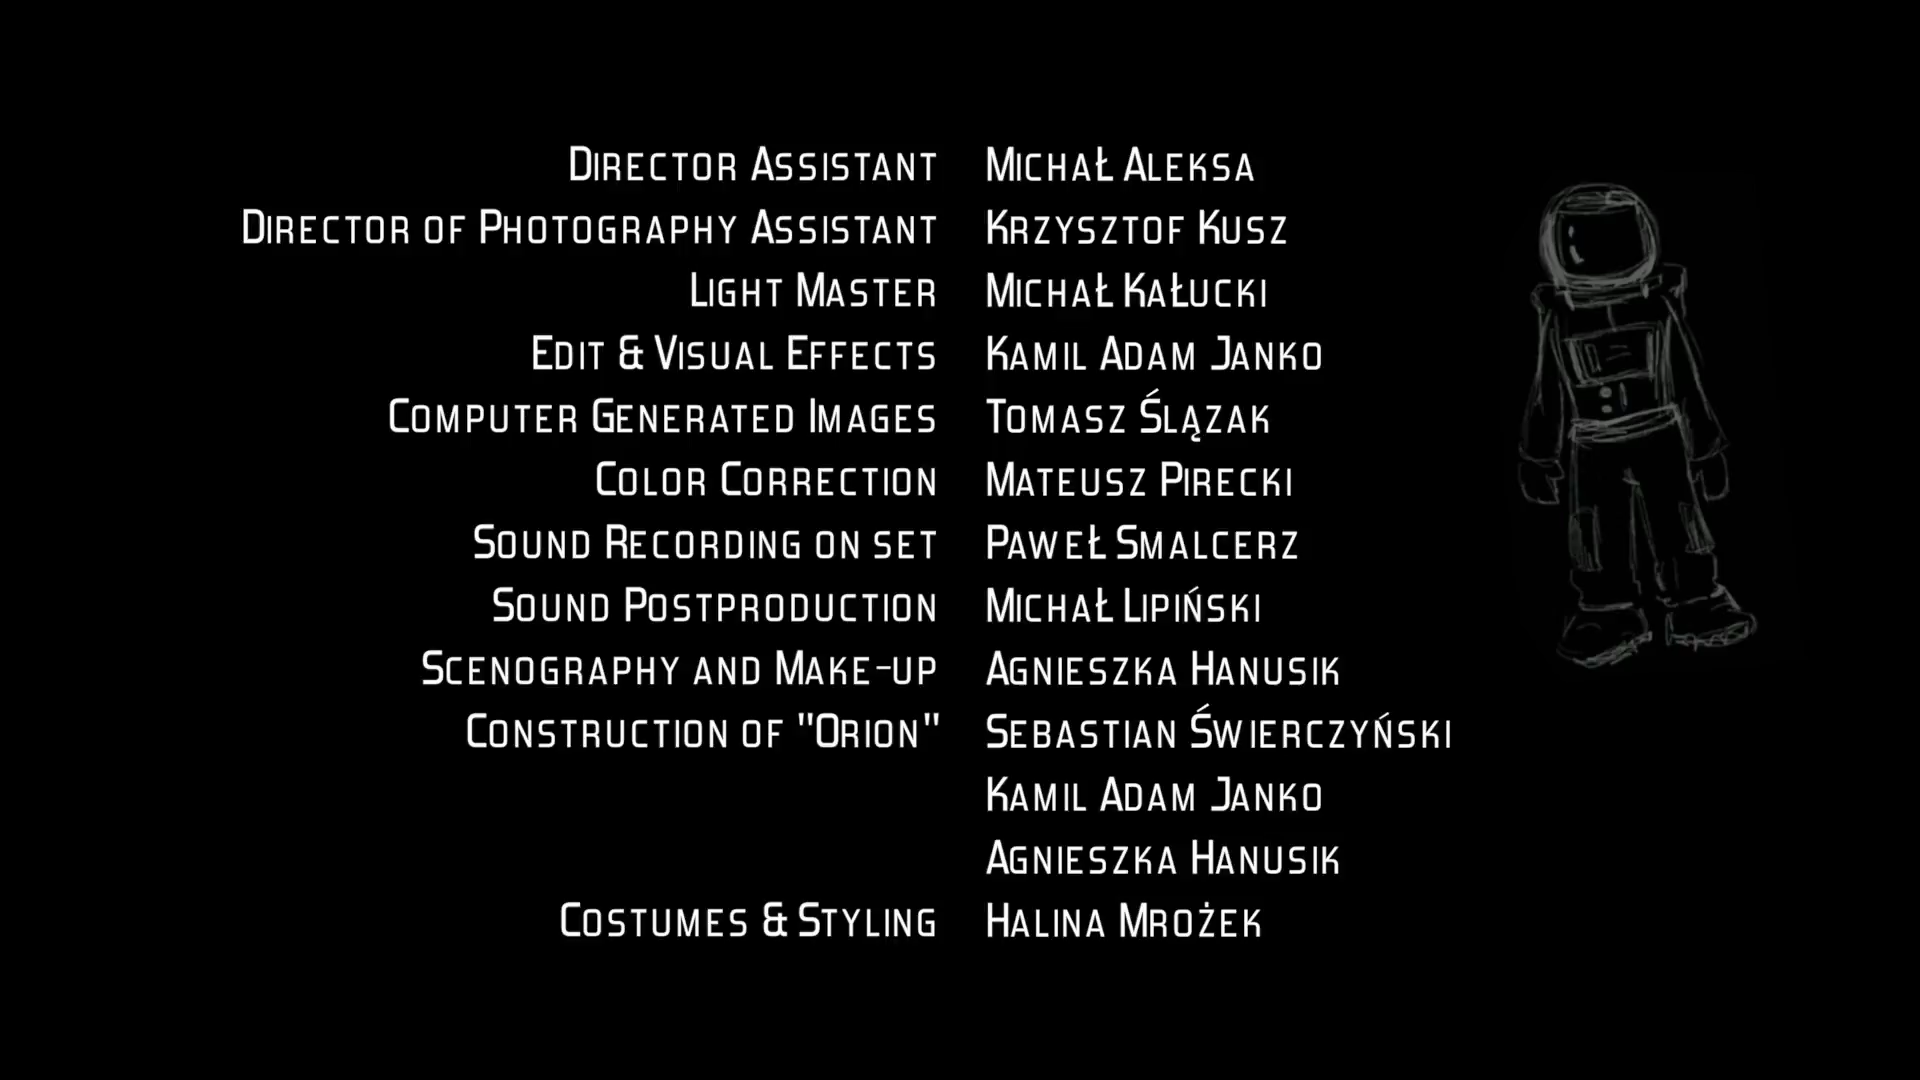 Director Assistant Michał Aleksa
Director of Photography Assistant Krzysztof Kusz
Light Master Michał Kałucki
Edit & Visual Effects Kamil Adam Janko
Computer Generated Images Tomasz Ślązak
Color Correction Mateusz Pirecki
Sound Recording on set Paweł Smalcerz
Sound Postproduction Michał Lipiński
Scenography and Make-up Agnieszka Hanusik
Construction of "Orion" Sebastian Świerczyński
Kamil Adam Janko
Agnieszka Hanusik
Costumes & Styling Halina Mrożek